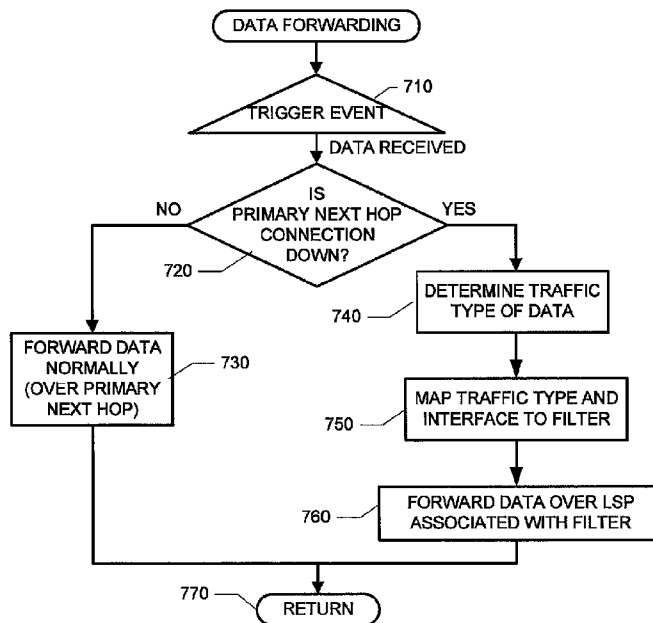 DATA FORWARDING
710
TRIGGER EVENT
DATA RECEIVED
IS
PRIMARY NEXT HOP
CONNECTION
DOWN?
NO
YES
720
DETERMINE TRAFFIC
TYPE OF DATA
740
FORWARD DATA
NORMALLY
(OVER PRIMARY
NEXT HOP)
730
MAP TRAFFIC TYPE AND
INTERFACE TO FILTER
750
FORWARD DATA OVER LSP
ASSOCIATED WITH FILTER
760
770
RETURN